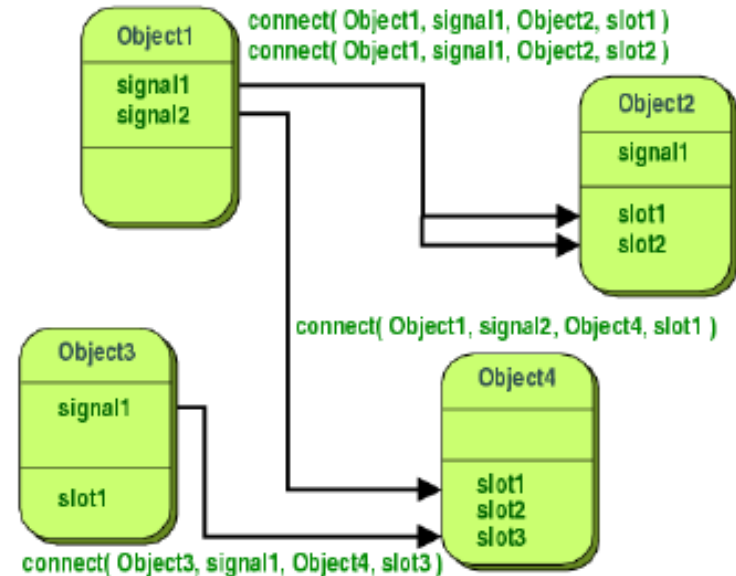 Object1
signal1
signal2
connect( Object1, signal1, Object2, slot1 )
connect( Object1, signal1, Object2, slot2 )
Object2
signal1
slot1
slot2
connect( Object1, signal2, Object4, slot1 )
Object3
signal1
slot1
Object4
slot1
slot2
slot3
connect( Object3, signal1, Object4, slot3 )